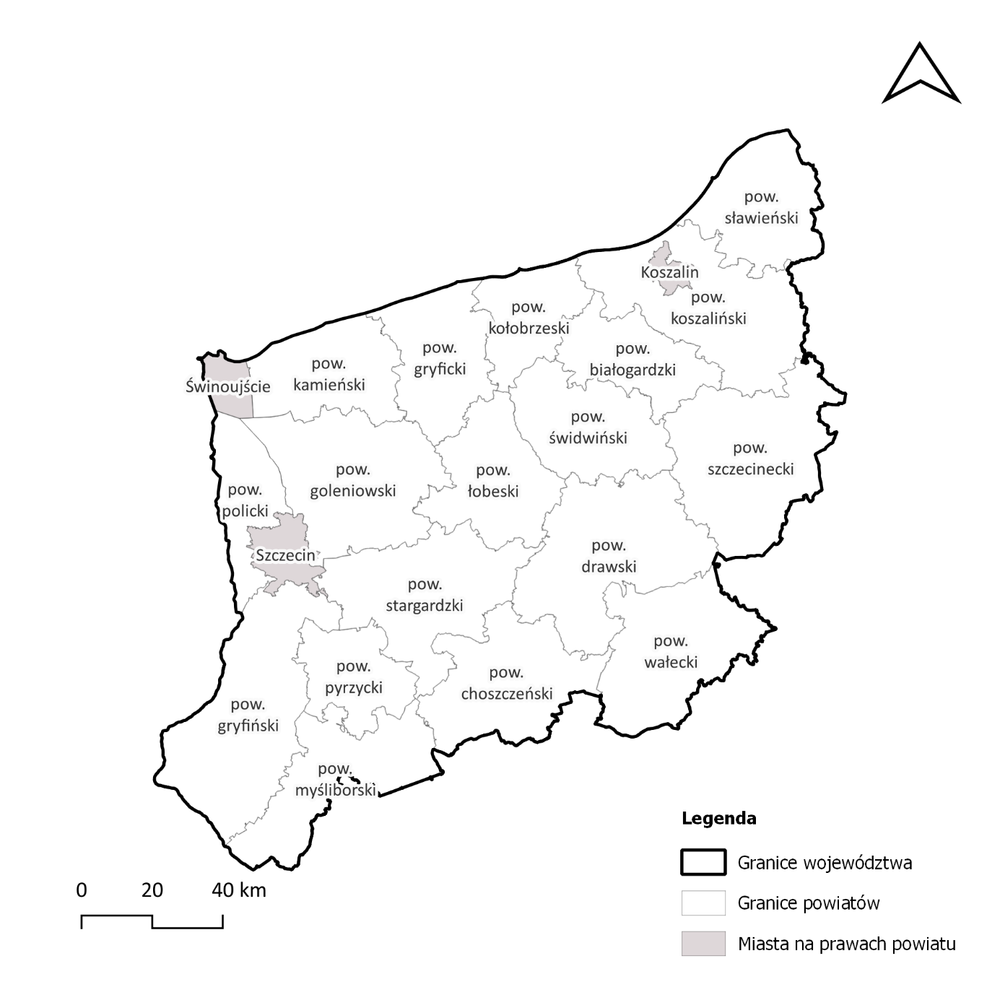 pow.
sławieński
Koszalin
pow.
koszaliński
pow.
kołobrzeski
pow.
gryficki
pow.
białogardzki
pow.
kamieński
Świnoujście
pow.
świdwiński
pow.
szczecinecki
pow.
goleniowski
pow.
łobeski
pow.
policki
Szczecin
pow.
drawski
pow.
stargardzki
pow.
wałecki
pow.
pyrzycki
pow.
choszczeński
pow.
gryfiński
pow.
myśliborski
Legenda
Granice województwa
Granice powiatów
Miasta na prawach powiatu
0 20 40 km